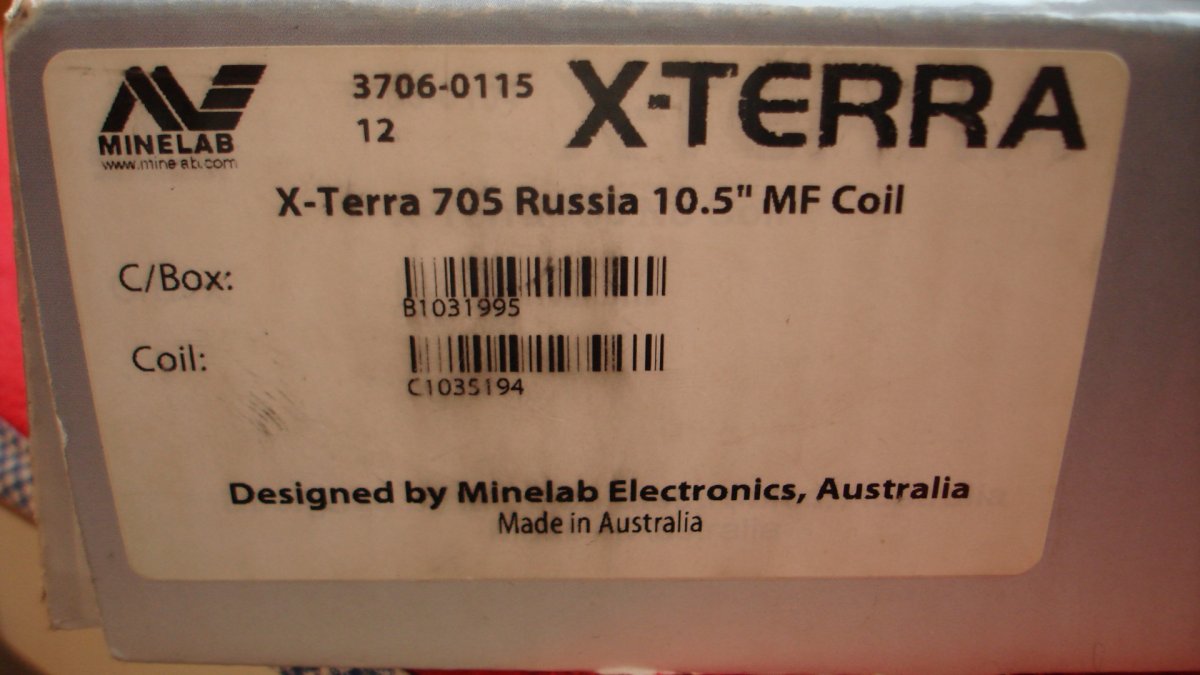 MINELAB
www.minelab.com
3706-0115
12
X-TERRA
X-Terra 705 Russia 10.5" MF Coil
C/Box:
B1031995
Coil:
C1035194
Designed by Minelab Electronics, Australia
Made in Australia